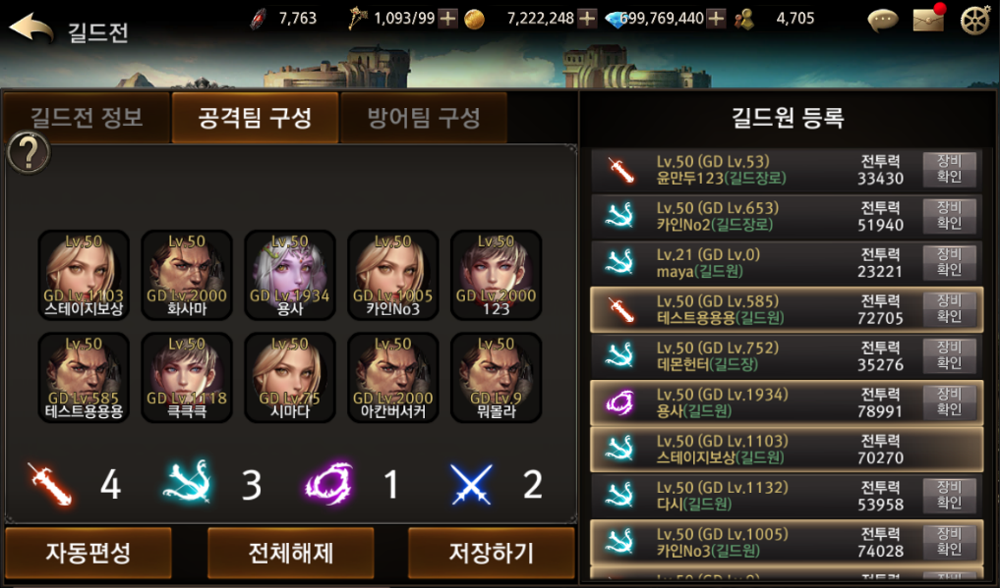 길드전
7,763
1,093/99
7,222,248
699,769,440
4,705
길드전 정보
공격팀 구성
방어팀 구성
?
Lv.50
GD Lv.1103
스테이지보상
Lv.50
GD Lv.2000
화사마
Lv.50
GD Lv.1934
용사
Lv.50
GD Lv.1005
카인No3
Lv.50
GD Lv.2000
123
Lv.50
GD Lv.585
테스트용용용
Lv.50
GD Lv.1118
큭큭큭
Lv.50
GD Lv.75
시마다
Lv.50
GD Lv.2000
아칸버서커
Lv.50
GD Lv.9
뭐몰라
4
3
1
2
자동편성
전체해제
저장하기
길드원 등록
Lv.50 (GD Lv.53)
윤만두123(길드장로)
전투력
33430
장비
확인
Lv.50 (GD Lv.653)
카인No2(길드장로)
전투력
51940
장비
확인
Lv.21 (GD Lv.0)
maya(길드원)
전투력
23221
장비
확인
Lv.50 (GD Lv.585)
테스트용용용(길드원)
전투력
72705
장비
확인
Lv.50 (GD Lv.752)
데몬헌터(길드장)
전투력
35276
장비
확인
Lv.50 (GD Lv.1934)
용사(길드원)
전투력
78991
장비
확인
Lv.50 (GD Lv.1103)
스테이지보상(길드원)
전투력
70270
Lv.50 (GD Lv.1132)
다시(길드원)
전투력
53958
장비
확인
Lv.50 (GD Lv.1005)
카인No3(길드원)
전투력
74028
장비
확인